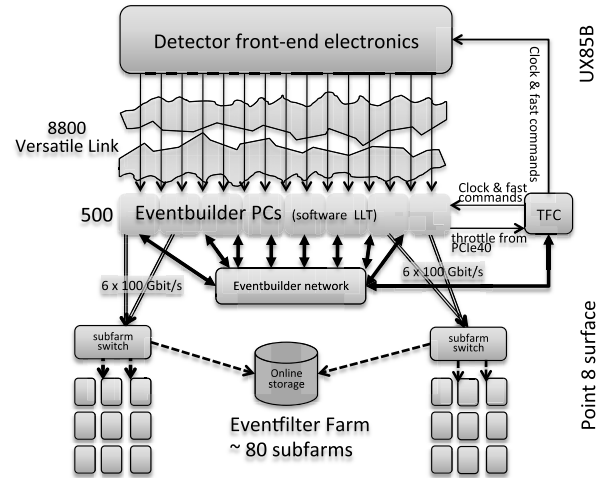 Detector front-end electronics
UX85B
Clock & fast commands
8800
Versatile Link
Clock & fast
commands
500
Eventbuilder PCs (software LLT)
TFC
throttle from
PCIe40
6 x 100 Gbit/s
Eventbuilder network
6 x 100 Gbit/s
subfarm
switch
Online
storage
subfarm
switch
Point 8 surface
Eventfilter Farm
~ 80 subfarms